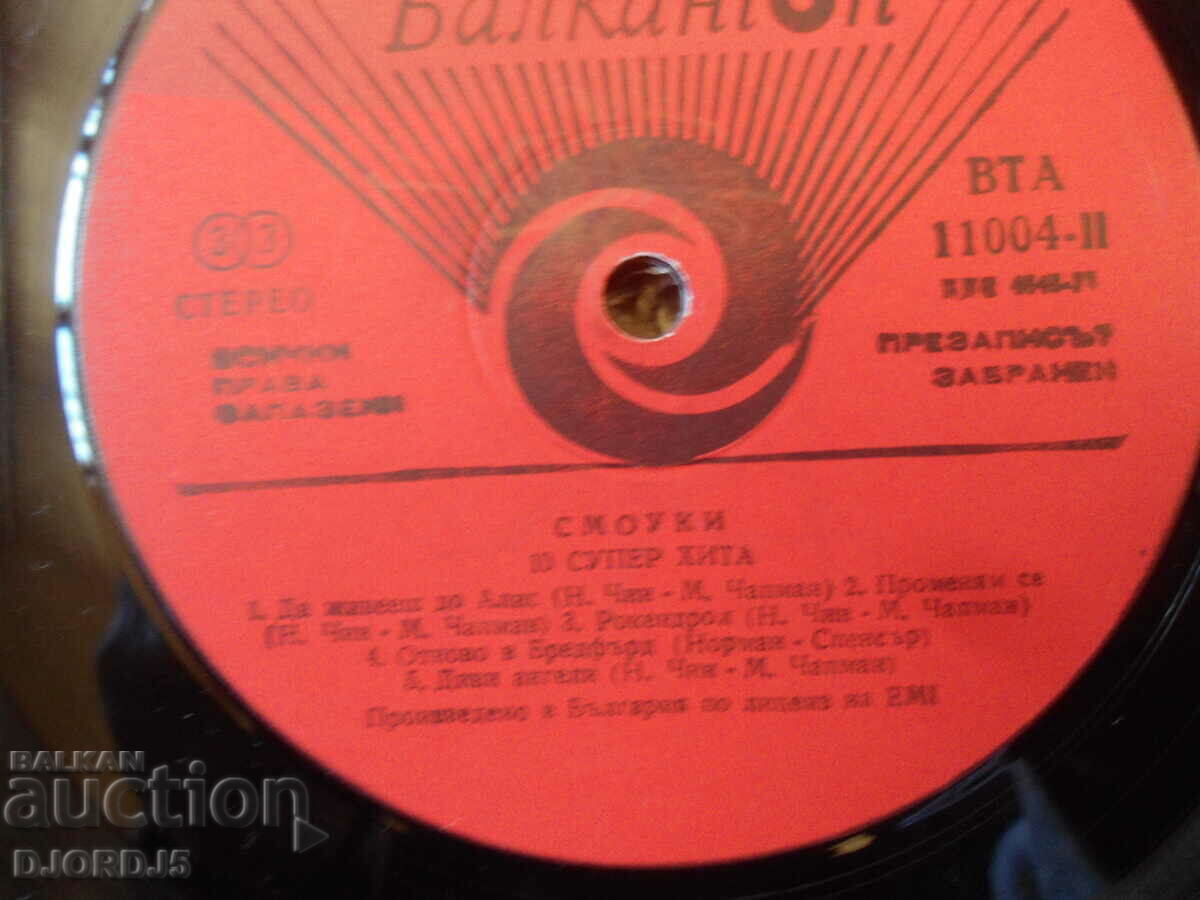 Балкантон
33
СТЕРЕО
ВСИЧКИ
ПРАВА
ЗАПАЗЕНИ
ВТА
11004-II
ПРЕЗАПИСЪТ
ЗАБРАНЕН
СМОУКИ
10 СУПЕР ХИТА
1. Да живееш до Алис (Н. Чин - М. Чапман) 2. Променям се
(Н. Чин - М. Чапман) 3. Рокендрол (Н. Чин - М. Чапман)
4. Отново в Бредфърд (Норман - Спенсър)
5. Диви ангели (Н. Чин - М. Чапман)
Произведено в България по лиценз на EMI
BALKAN
auction
DJORDJ5